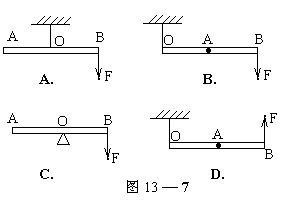 A O B
F
A.
O A B
F
B.
A O B
F
C.
O A F
B
D.
图 13 — 7